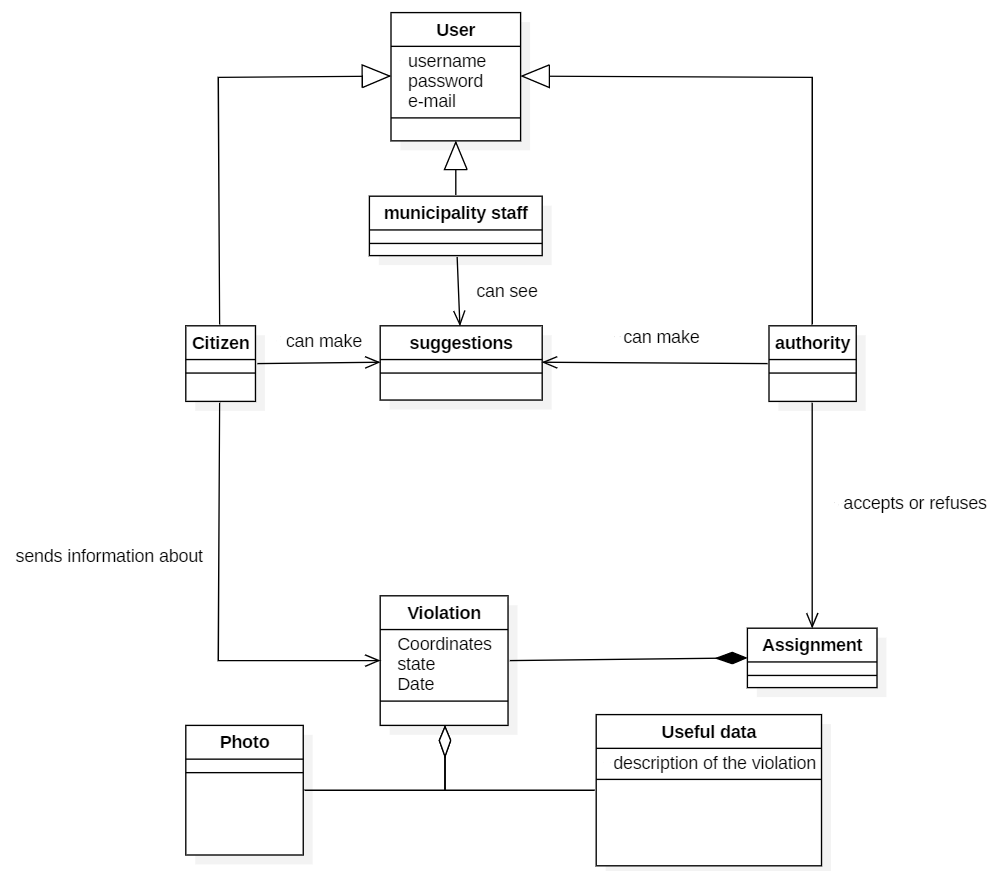 User
username
password
e-mail
municipality staff
can see
Citizen
can make
suggestions
can make
authority
accepts or refuses
sends information about
Violation
Coordinates
state
Date
Assignment
Photo
Useful data
description of the violation